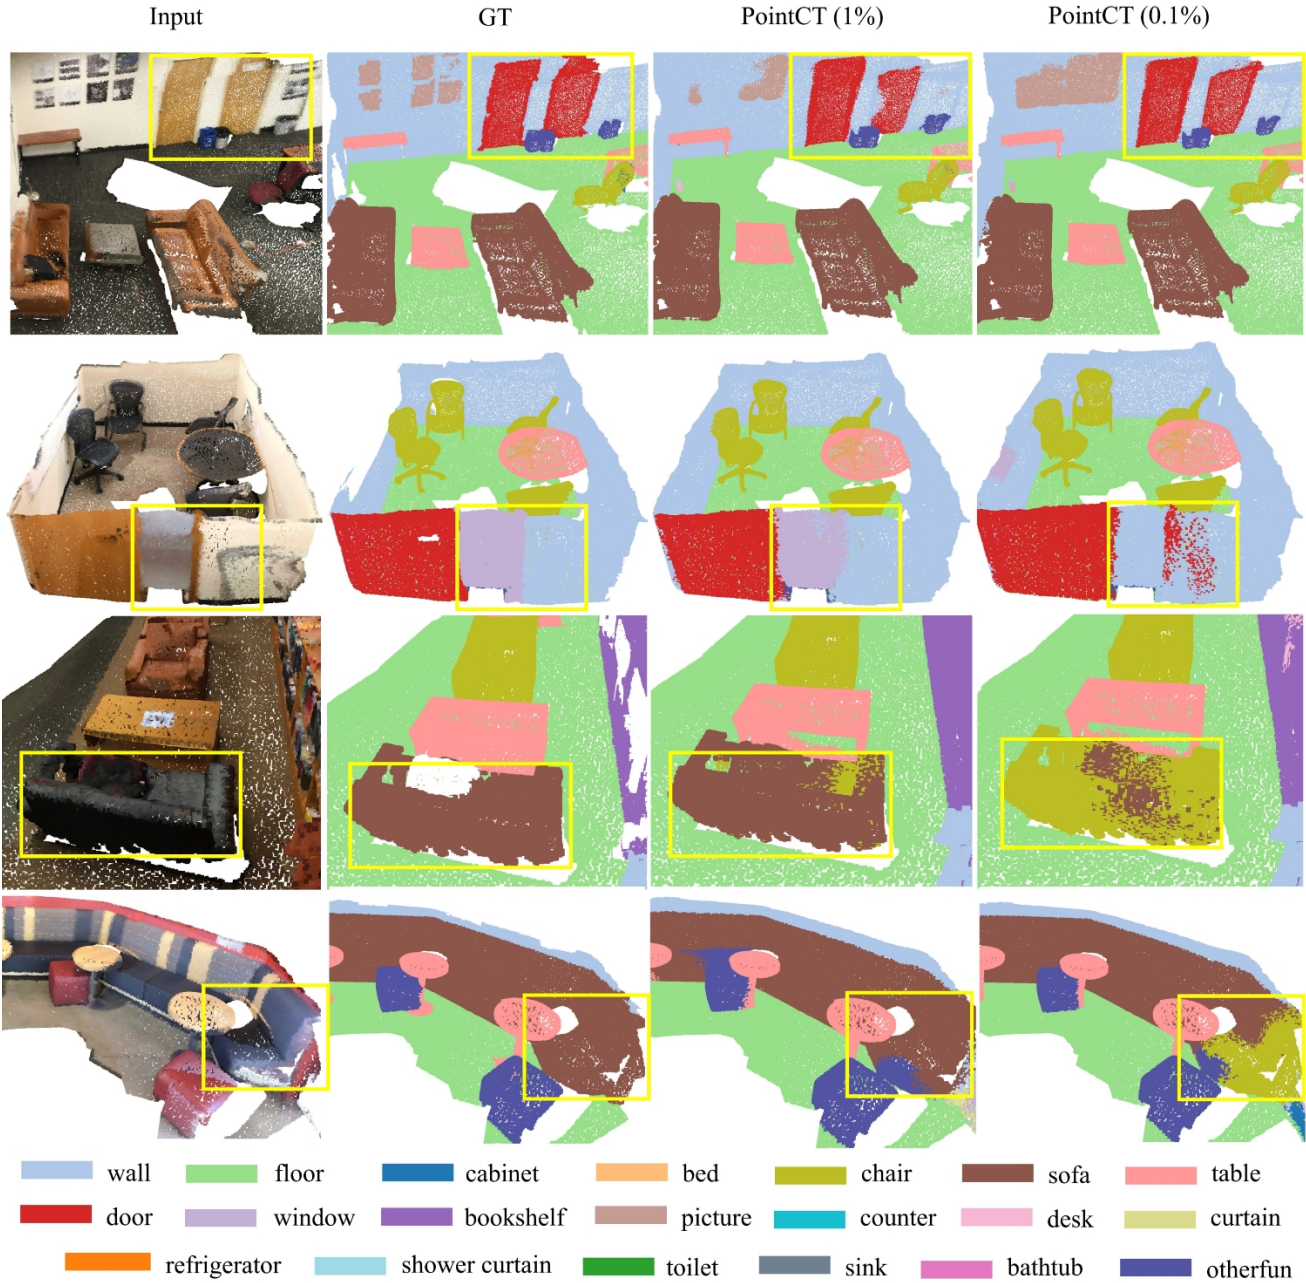 Input GT PointCT (1%) PointCT (0.1%)
wall floor cabinet bed chair sofa table
door window bookshelf picture counter desk curtain
refrigerator shower curtain toilet sink bathtub otherfun